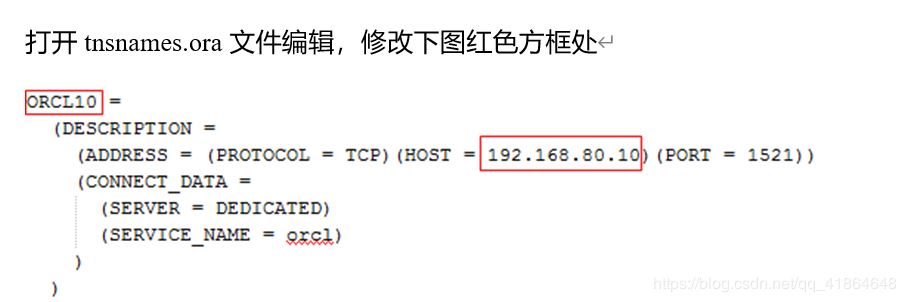 打开 tnsnames.ora 文件编辑，修改下图红色方框处↵
ORCL10 =
(DESCRIPTION =
(ADDRESS = (PROTOCOL = TCP)(HOST = 192.168.80.10)(PORT = 1521))
(CONNECT_DATA =
(SERVER = DEDICATED)
(SERVICE_NAME = orcl)
)
)
https://blog.csdn.net/qq_41864648